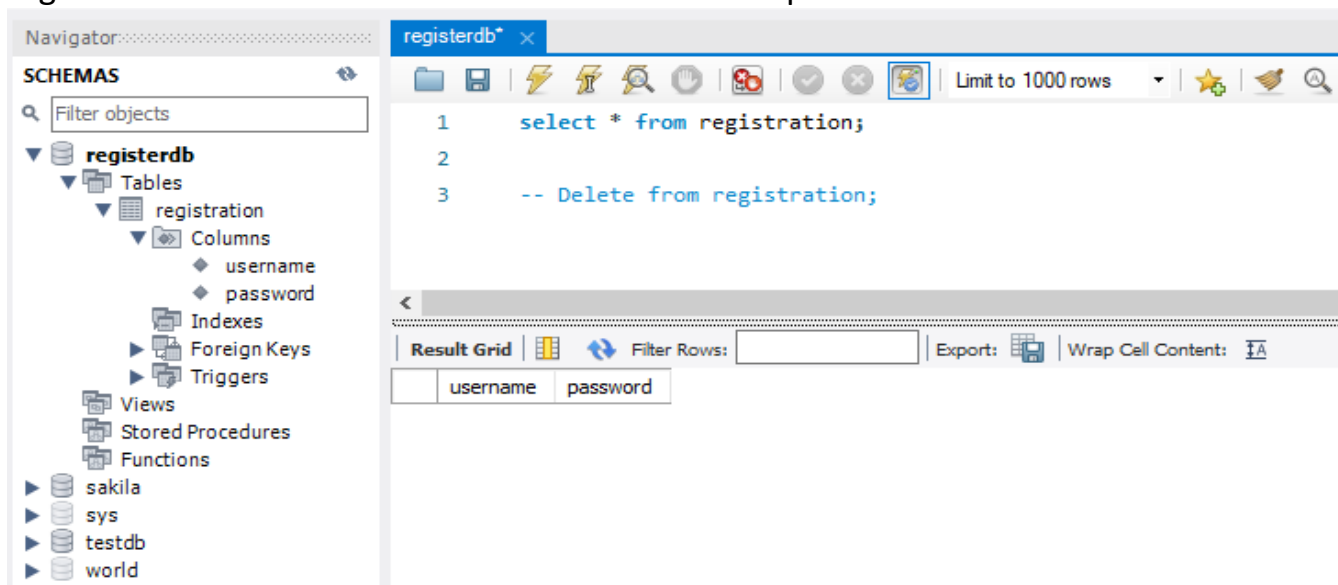 Navigator
SCHEMAS
Filter objects
registerdb
Tables
registration
Columns
username
password
Indexes
Foreign Keys
Triggers
Views
Stored Procedures
Functions
sakila
sys
testdb
world
registerdb*
Limit to 1000 rows
1 select * from registration;
2
3 -- Delete from registration;
Result Grid Filter Rows: Export: Wrap Cell Content: IA
username password